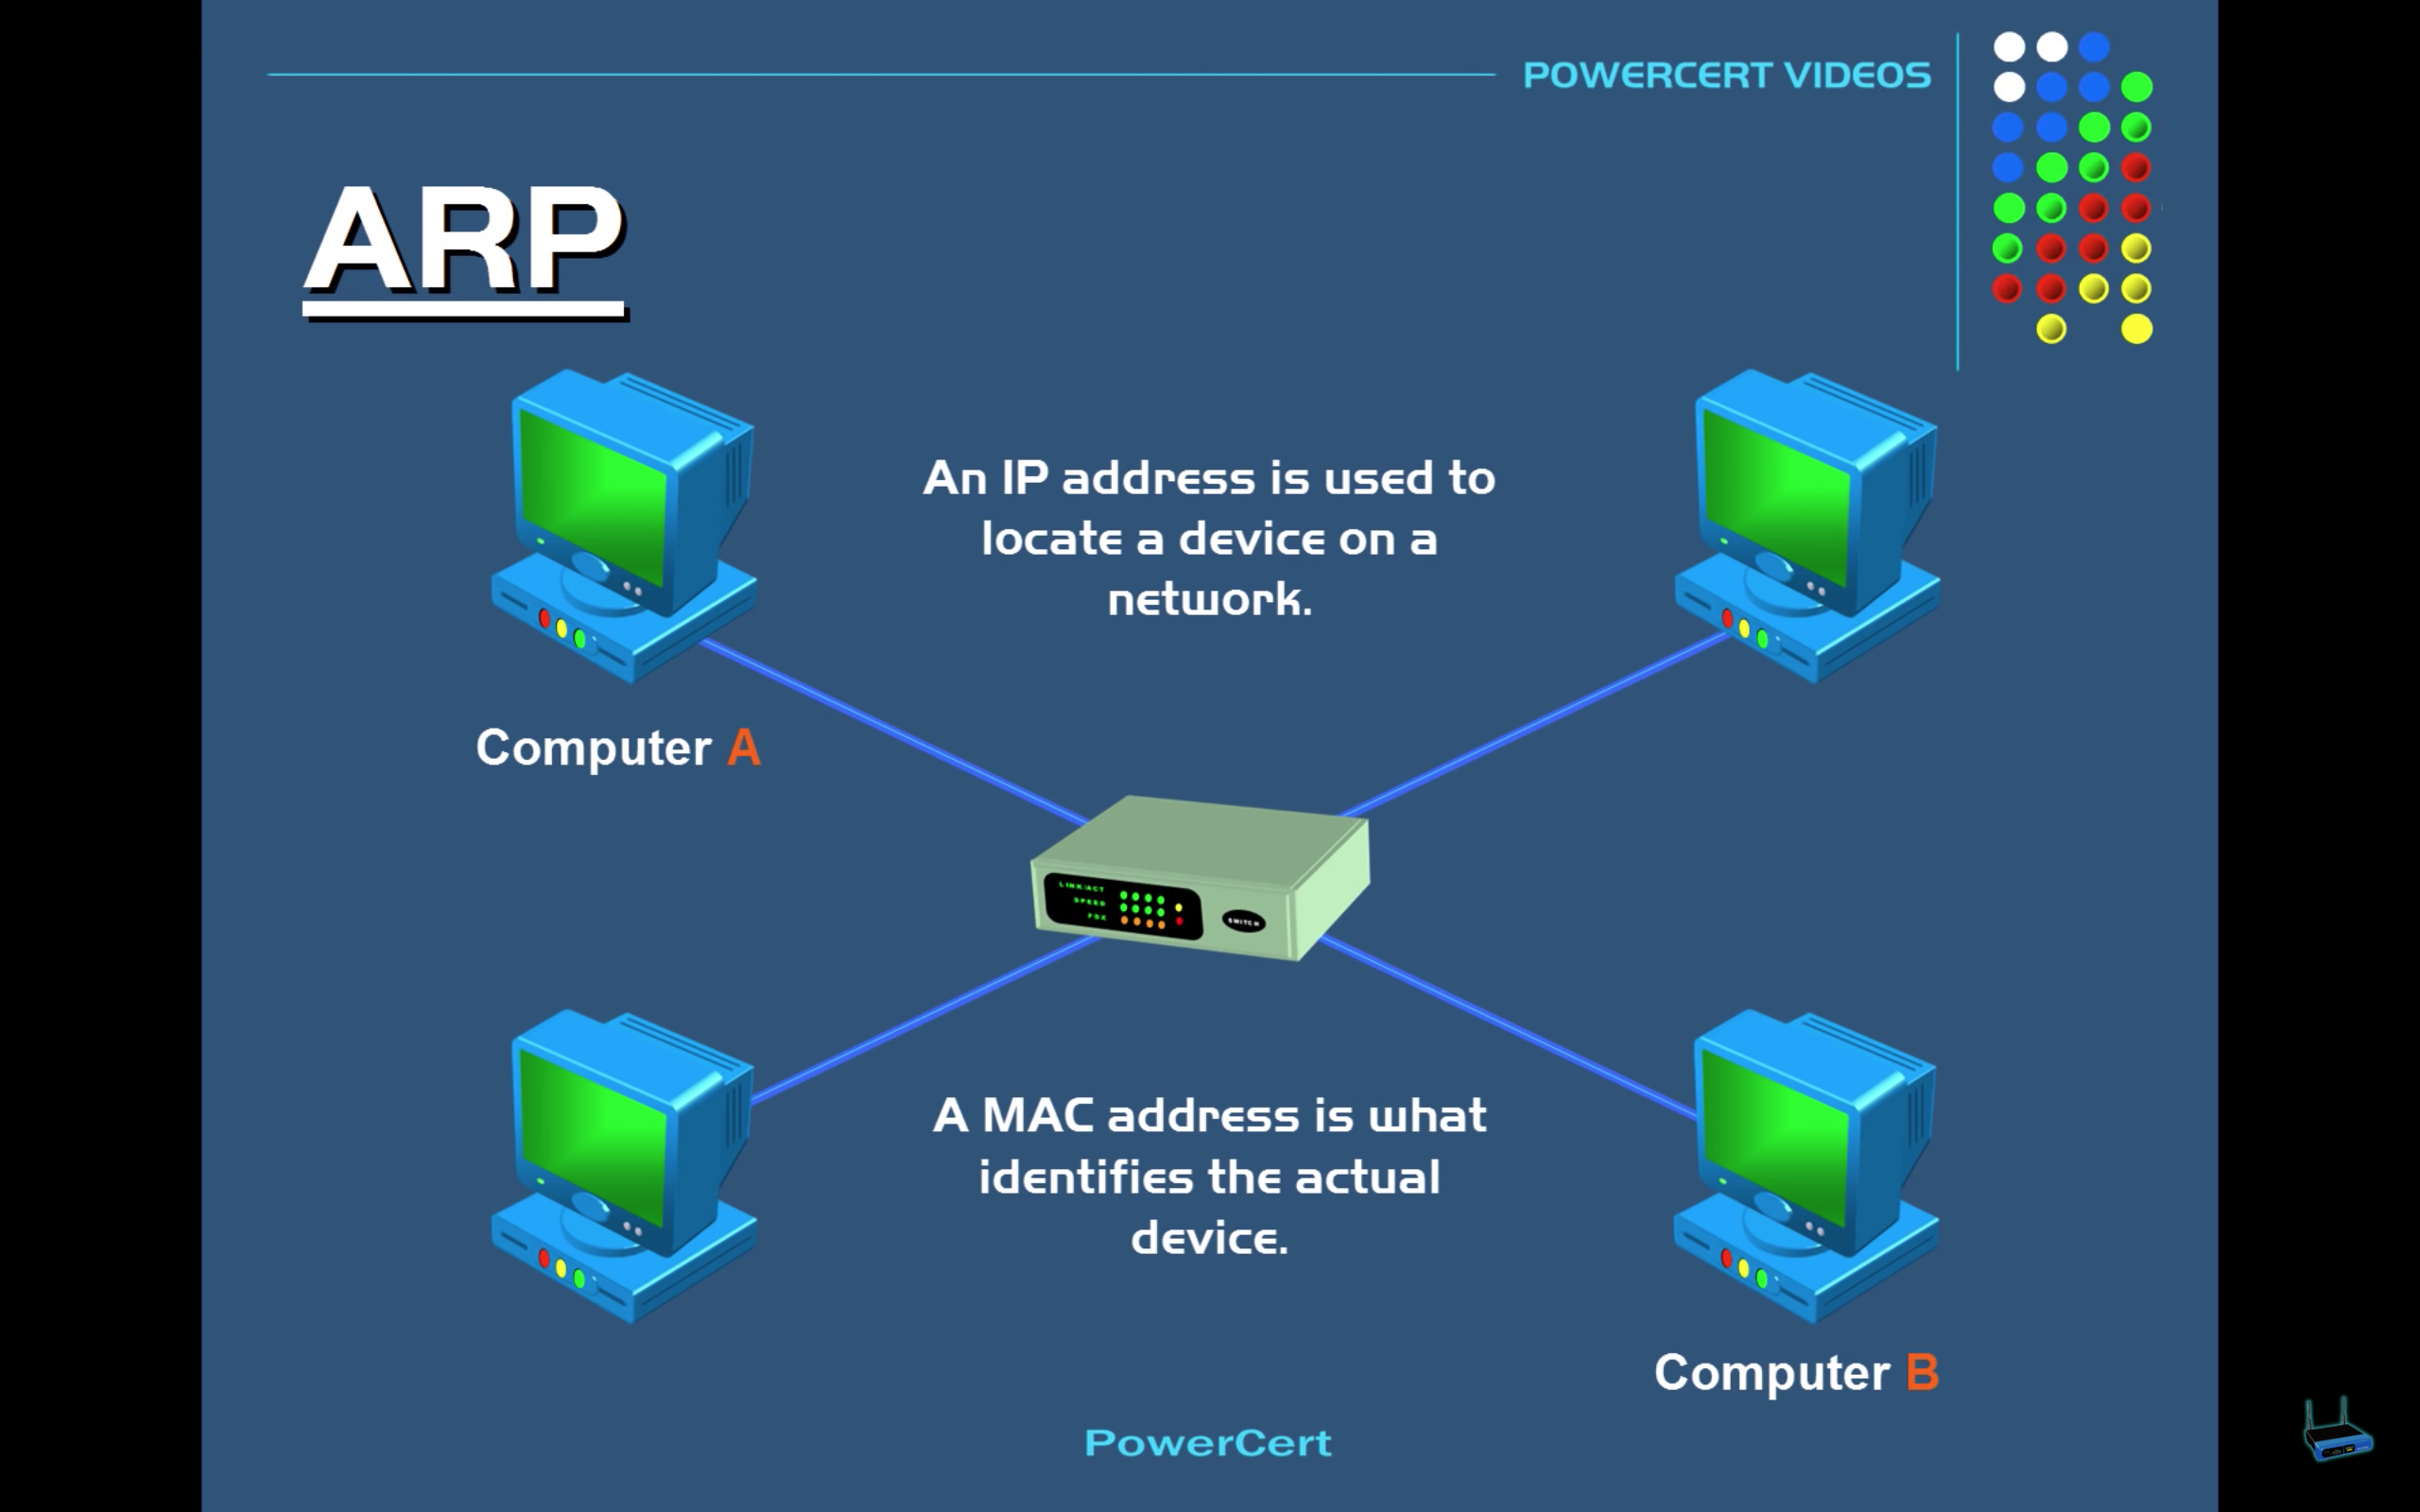 POWERCERT VIDEOS
ARP
An IP address is used to
locate a device on a
network.
Computer A
LINK/ACT
SPEED
FDX
SWITCH
A MAC address is what
identifies the actual
device.
Computer B
PowerCert